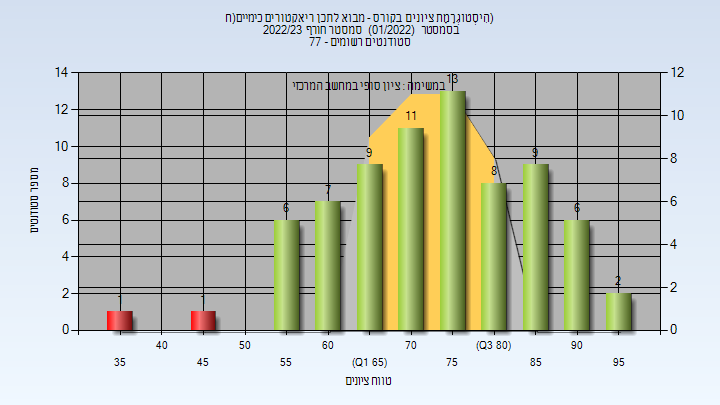 (היסטוגרמת ציונים בקורס - מבוא לתכן ריאקטורים כימיים(ח
בסמסטר (01/2022) סמסטר חורף 2022/23
סטודנטים רשומים - 77
במשימה : ציון סופי במחשב המרכזי
מספר סטודנטים
14 12 10 8 6 4 2 0
12 10 8 6 4 2 0
1 1 6 7 9 11 13 8 9 6 2
40 50 60 70 (Q3 80) 90
35 45 55 (Q1 65) 75 85 95
טווח ציונים